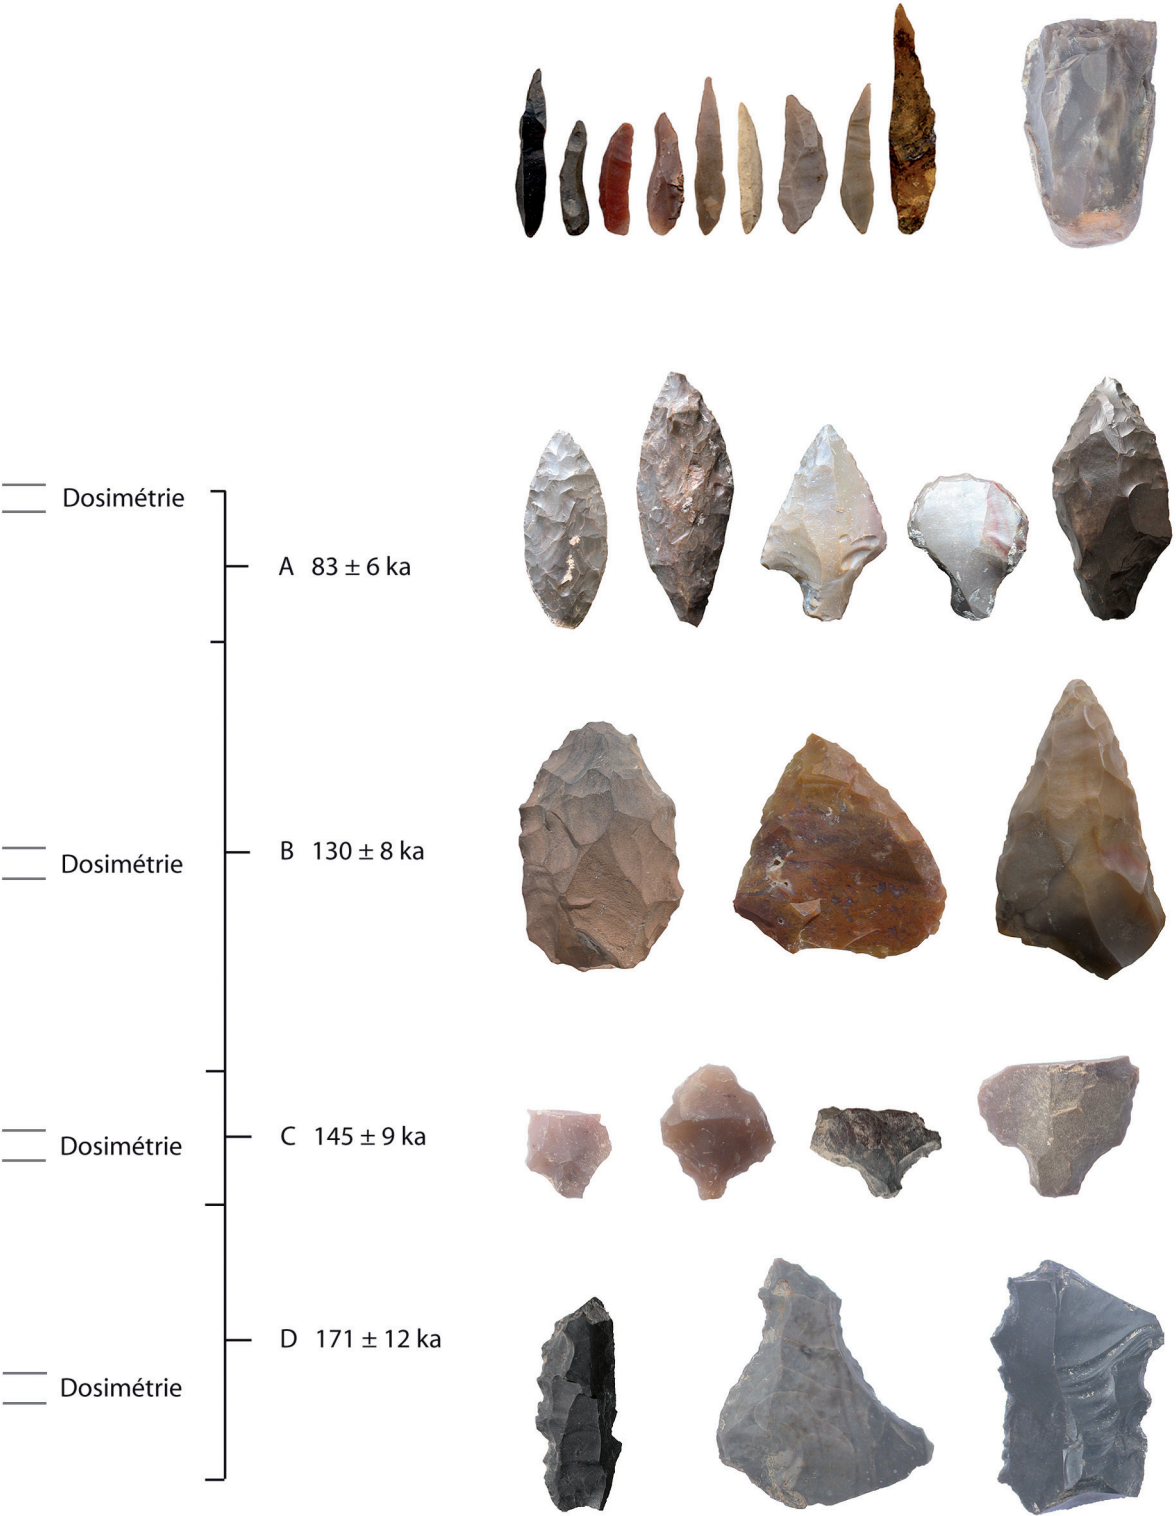 Dosimétrie
A 83 ± 6 ka
Dosimétrie
B 130 ± 8 ka
Dosimétrie
C 145 ± 9 ka
D 171 ± 12 ka
Dosimétrie